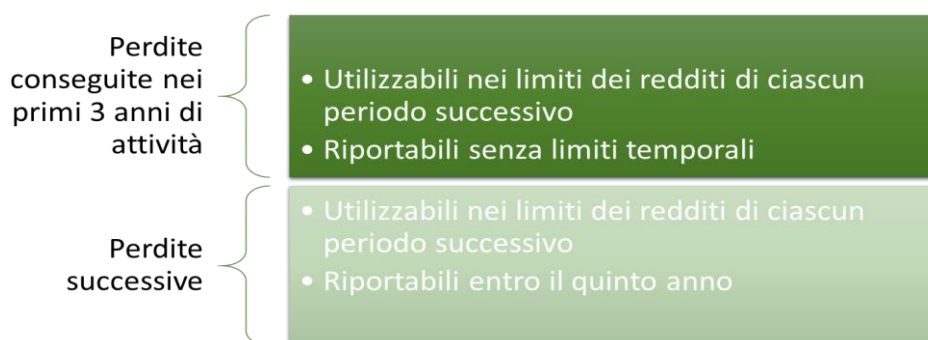 Perdite
conseguite nei
primi 3 anni di
attività
• Utilizzabili nei limiti dei redditi di ciascun
periodo successivo
• Riportabili senza limiti temporali
Perdite
successive
• Utilizzabili nei limiti dei redditi di ciascun
periodo successivo
• Riportabili entro il quinto anno